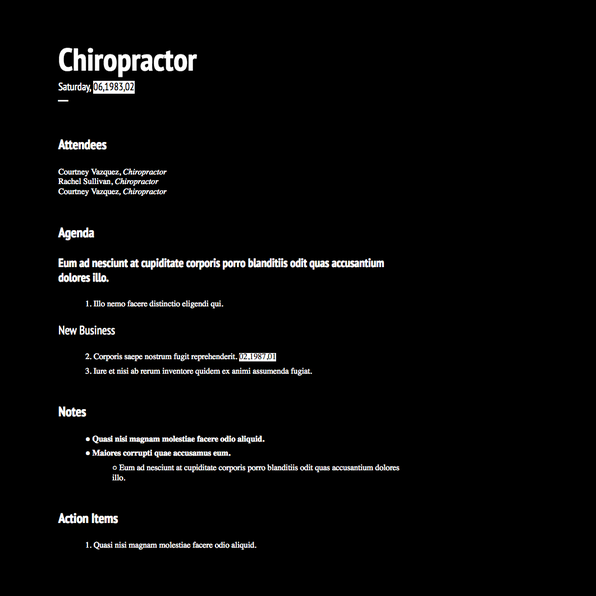 Chiropractor
Saturday, 06,1983,02
Attendees
Courtney Vazquez, Chiropractor
Rachel Sullivan, Chiropractor
Courtney Vazquez, Chiropractor
Agenda
Eum ad nesciunt at cupiditate corporis porro blanditiis odit quas accusantium
dolores illo.
1. Illo nemo facere distinctio eligendi qui.
New Business
2. Corporis saepe nostrum fugit reprehenderit. 02,1987,01
3. Iure et nisi ab rerum inventore quidem ex animi assumenda fugiat.
Notes
● Quasi nisi magnam molestiae facere odio aliquid.
● Maiores corrupti quae accusamus eum.
○ Eum ad nesciunt at cupiditate corporis porro blanditiis odit quas accusantium dolores
illo.
Action Items
1. Quasi nisi magnam molestiae facere odio aliquid.